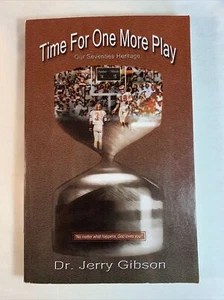 Time For One More Play
Our Seventies Heritage
"No matter what happens, God loves you!"
Dr. Jerry Gibson